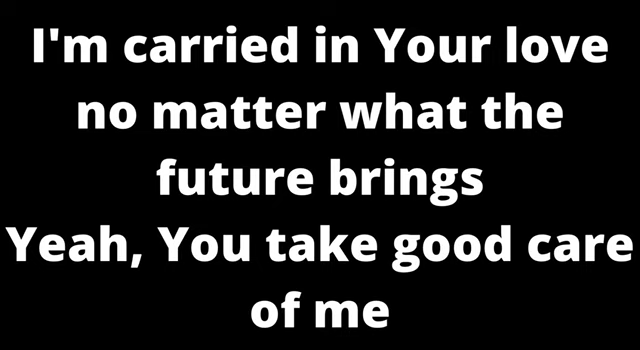 I'm carried in Your love
no matter what the
future brings
Yeah, You take good care
of me